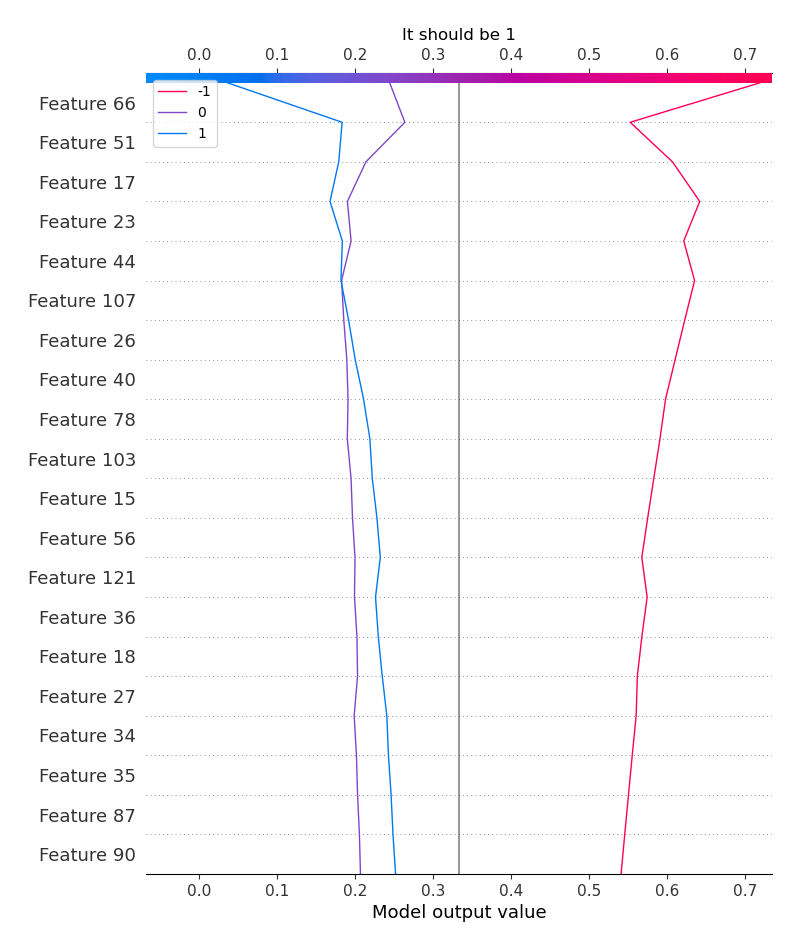 It should be 1
0.0 0.1 0.2 0.3 0.4 0.5 0.6 0.7
-1
0
1
Feature 66
Feature 51
Feature 17
Feature 23
Feature 44
Feature 107
Feature 26
Feature 40
Feature 78
Feature 103
Feature 15
Feature 56
Feature 121
Feature 36
Feature 18
Feature 27
Feature 34
Feature 35
Feature 87
Feature 90
0.0 0.1 0.2 0.3 0.4 0.5 0.6 0.7
Model output value